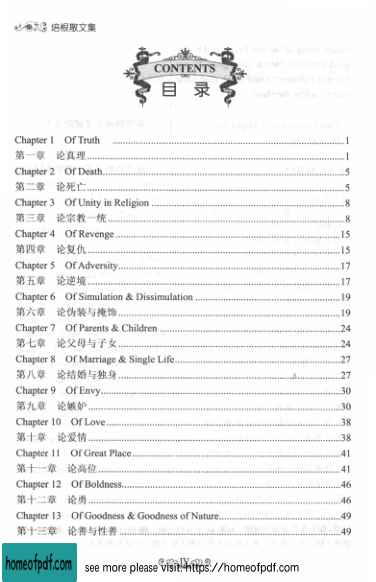 培根散文集
CONTENTS
目 录
Chapter 1 Of Truth ................................................ 1
第一章 论真理 ................................................ 1
Chapter 2 Of Death ................................................ 5
第二章 论死亡 ................................................ 5
Chapter 3 Of Unity in Religion ................................................ 8
第三章 论宗教一统 ................................................ 8
Chapter 4 Of Revenge ................................................ 15
第四章 论复仇 ................................................ 15
Chapter 5 Of Adversity ................................................ 17
第五章 论逆境 ................................................ 17
Chapter 6 Of Simulation & Dissimulation ................................................ 19
第六章 论伪装与掩饰 ................................................ 19
Chapter 7 Of Parents & Children ................................................ 24
第七章 论父母与子女 ................................................ 24
Chapter 8 Of Marriage & Single Life ................................................ 27
第八章 论结婚与独身 ................................................ 27
Chapter 9 Of Envy ................................................ 30
第九章 论嫉妒 ................................................ 30
Chapter 10 Of Love ................................................ 38
第十章 论爱情 ................................................ 38
Chapter 11 Of Great Place ................................................ 41
第十一章 论高位 ................................................ 41
Chapter 12 Of Boldness ................................................ 46
第十二章 论勇 ................................................ 46
Chapter 13 Of Goodness & Goodness of Nature ................................................ 49
第十三章 论善与性善 ................................................ 49
IV
homeofpdf.com
see more please visit: https://homeofpdf.com